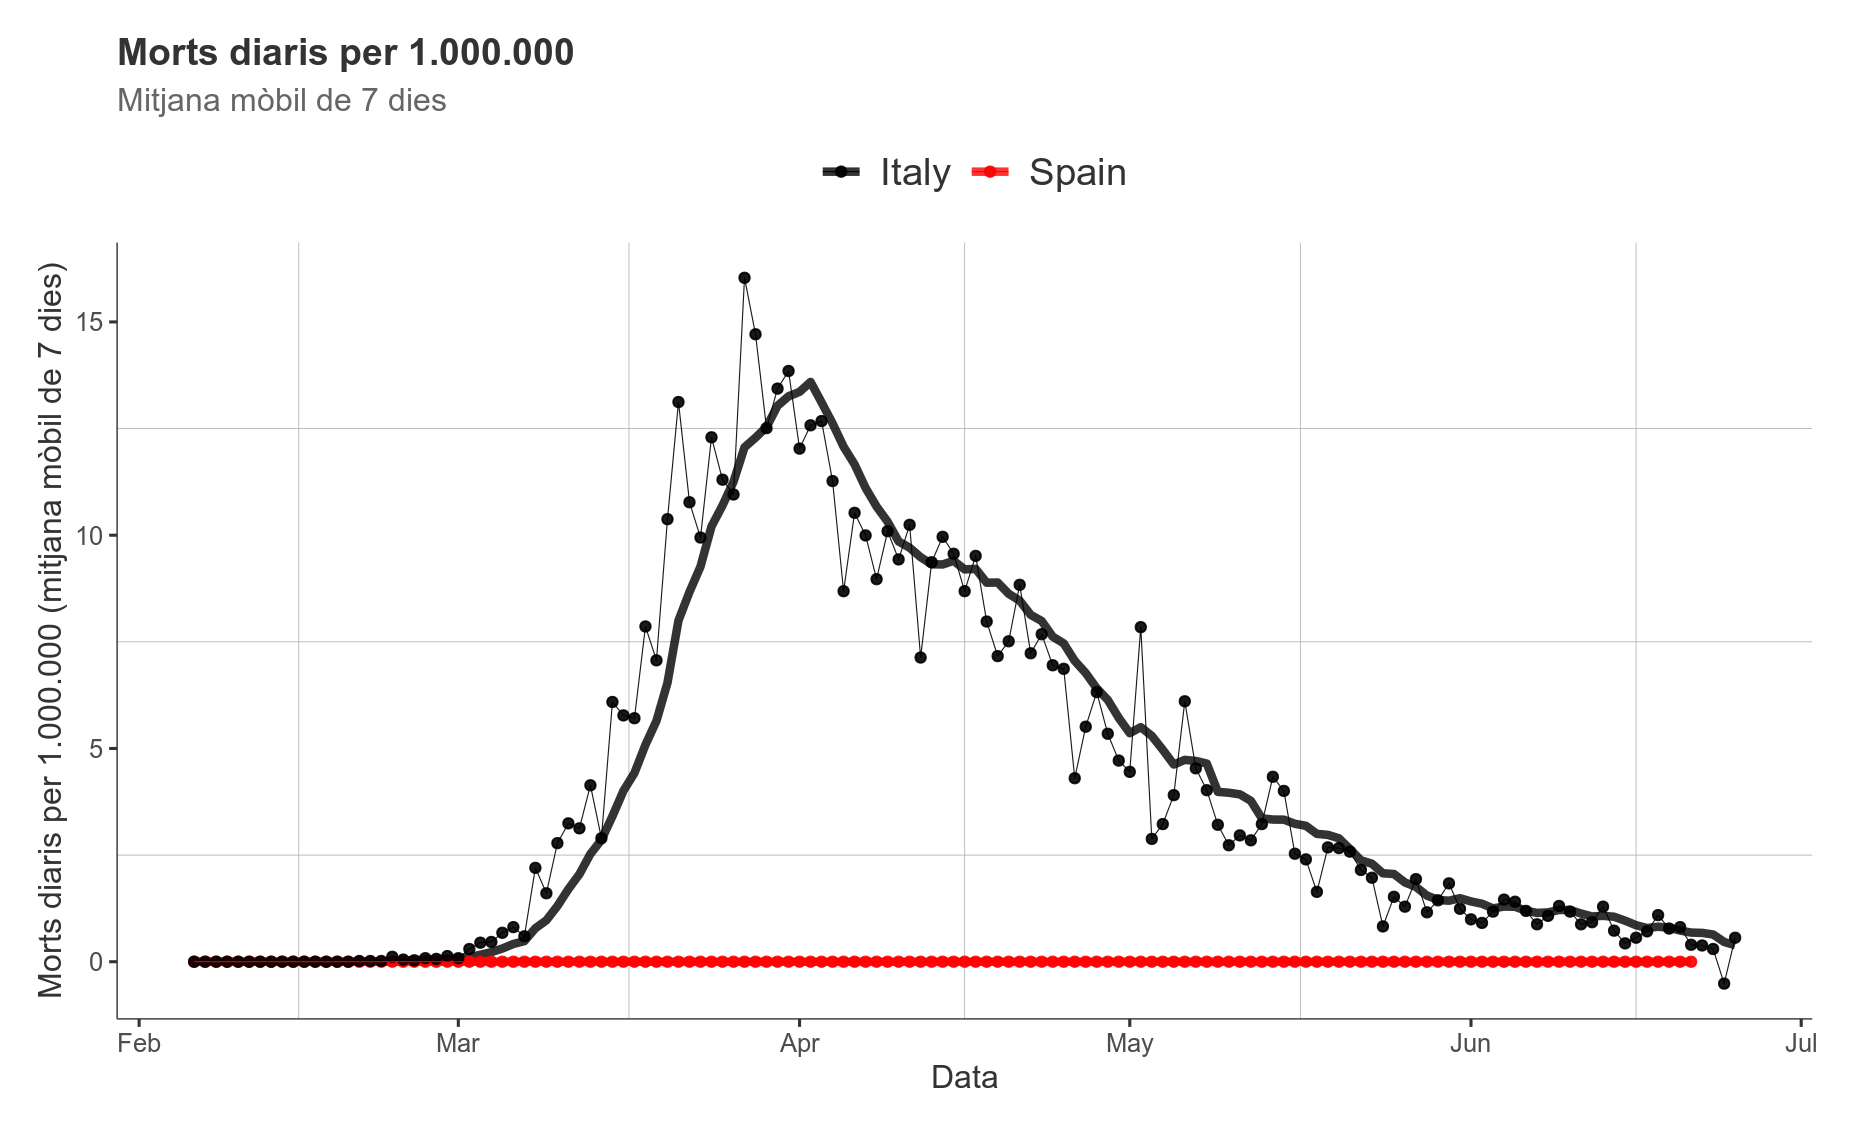 Morts diaris per 1.000.000
Mitjana mòbil de 7 dies
Italy Spain
Morts diaris per 1.000.000 (mitjana mòbil de 7 dies)
15
10
5
0
Feb Mar Apr May Jun Jul
Data